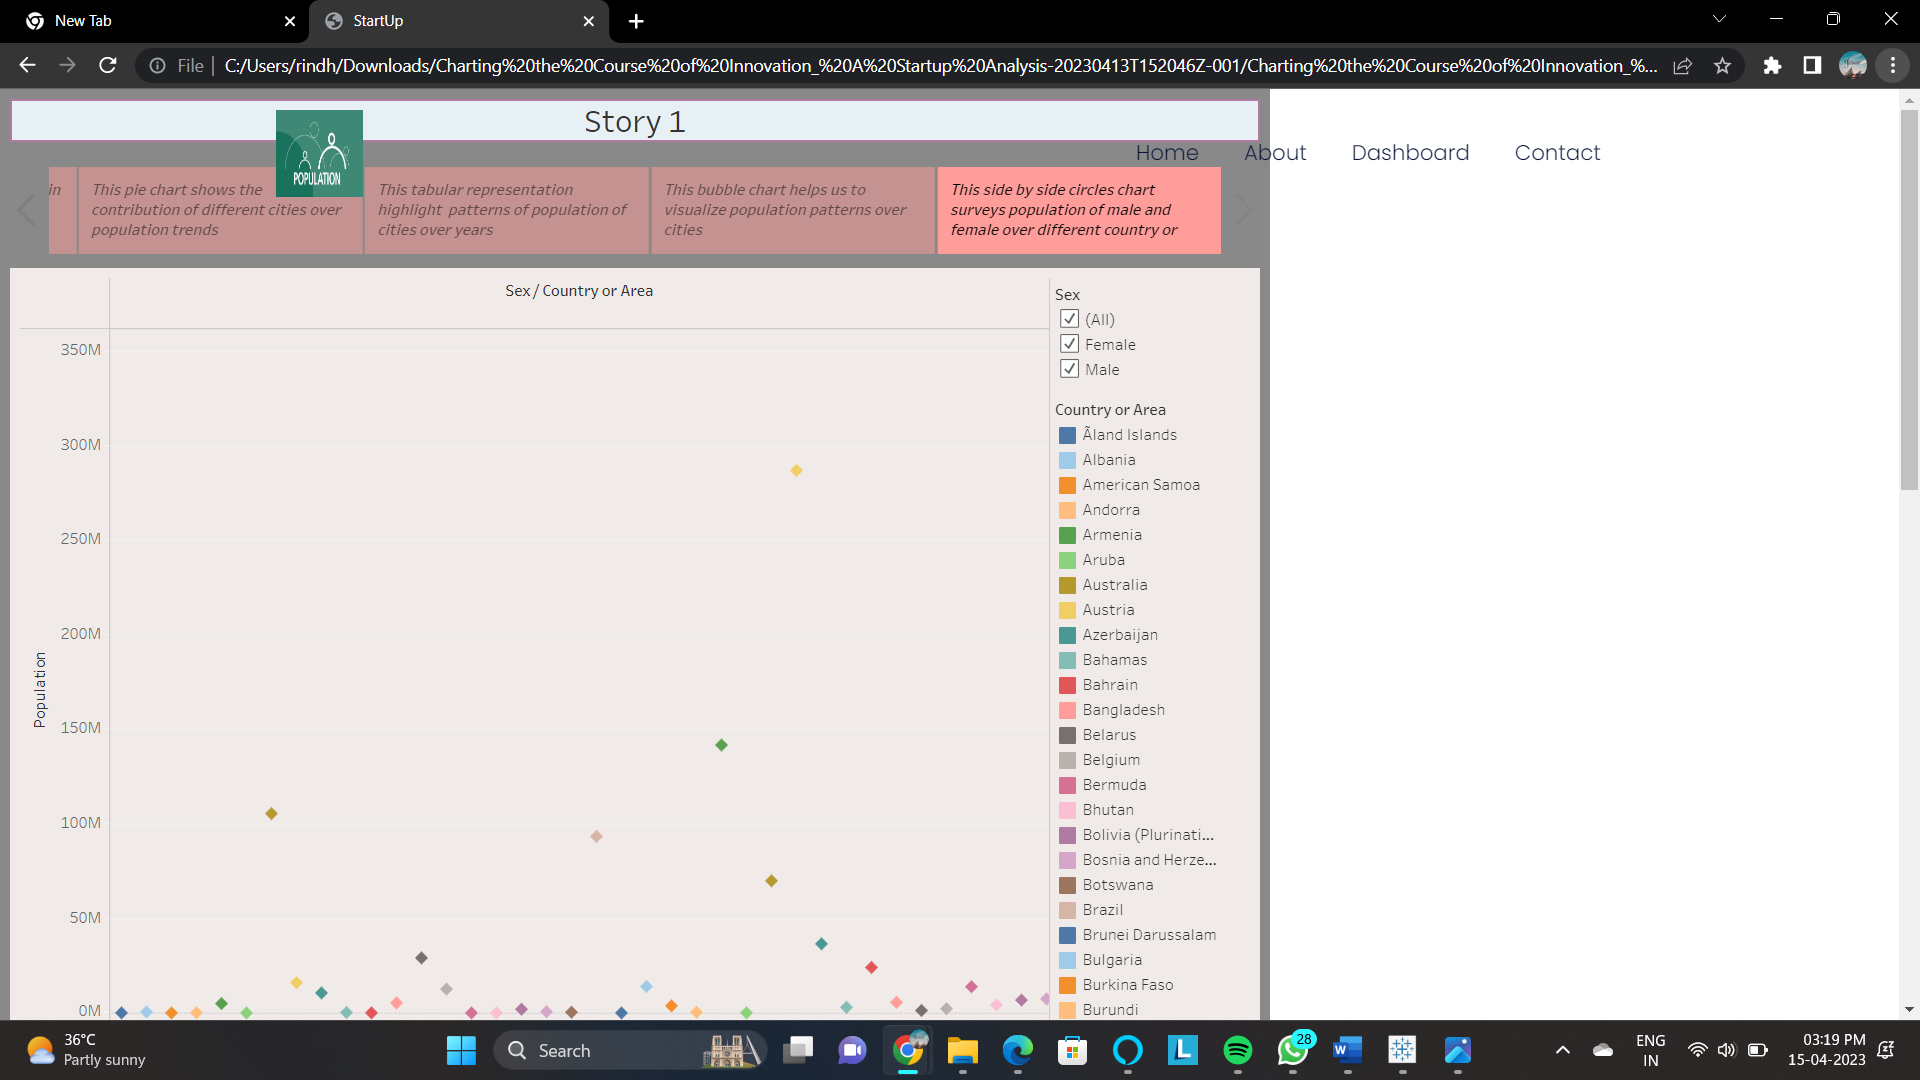 New Tab
StartUp
File
C:/Users/rindh/Downloads/Charting%20the%20Course%20of%20Innovation_%20A%20Startup%20Analysis-20230413T152046Z-001/Charting%20the%20Course%20of%20Innovation_%...
Story 1
Home About Dashboard Contact
POPULATION
in
This pie chart shows the
contribution of different cities over
population trends
This tabular representation
highlight patterns of population of
cities over years
This bubble chart helps us to
visualize population patterns over
cities
This side by side circles chart
surveys population of male and
female over different country or
Sex / Country or Area
350M
300M
250M
200M
150M
100M
50M
0M
Population
Sex
(All)
Female
Male
Country or Area
Ãland Islands
Albania
American Samoa
Andorra
Armenia
Aruba
Australia
Austria
Azerbaijan
Bahamas
Bahrain
Bangladesh
Belarus
Belgium
Bermuda
Bhutan
Bolivia (Plurinati...
Bosnia and Herze...
Botswana
Brazil
Brunei Darussalam
Bulgaria
Burkina Faso
Burundi
36°C
Partly sunny
Search
L
28
W
ENG
IN
03:19 PM
15-04-2023